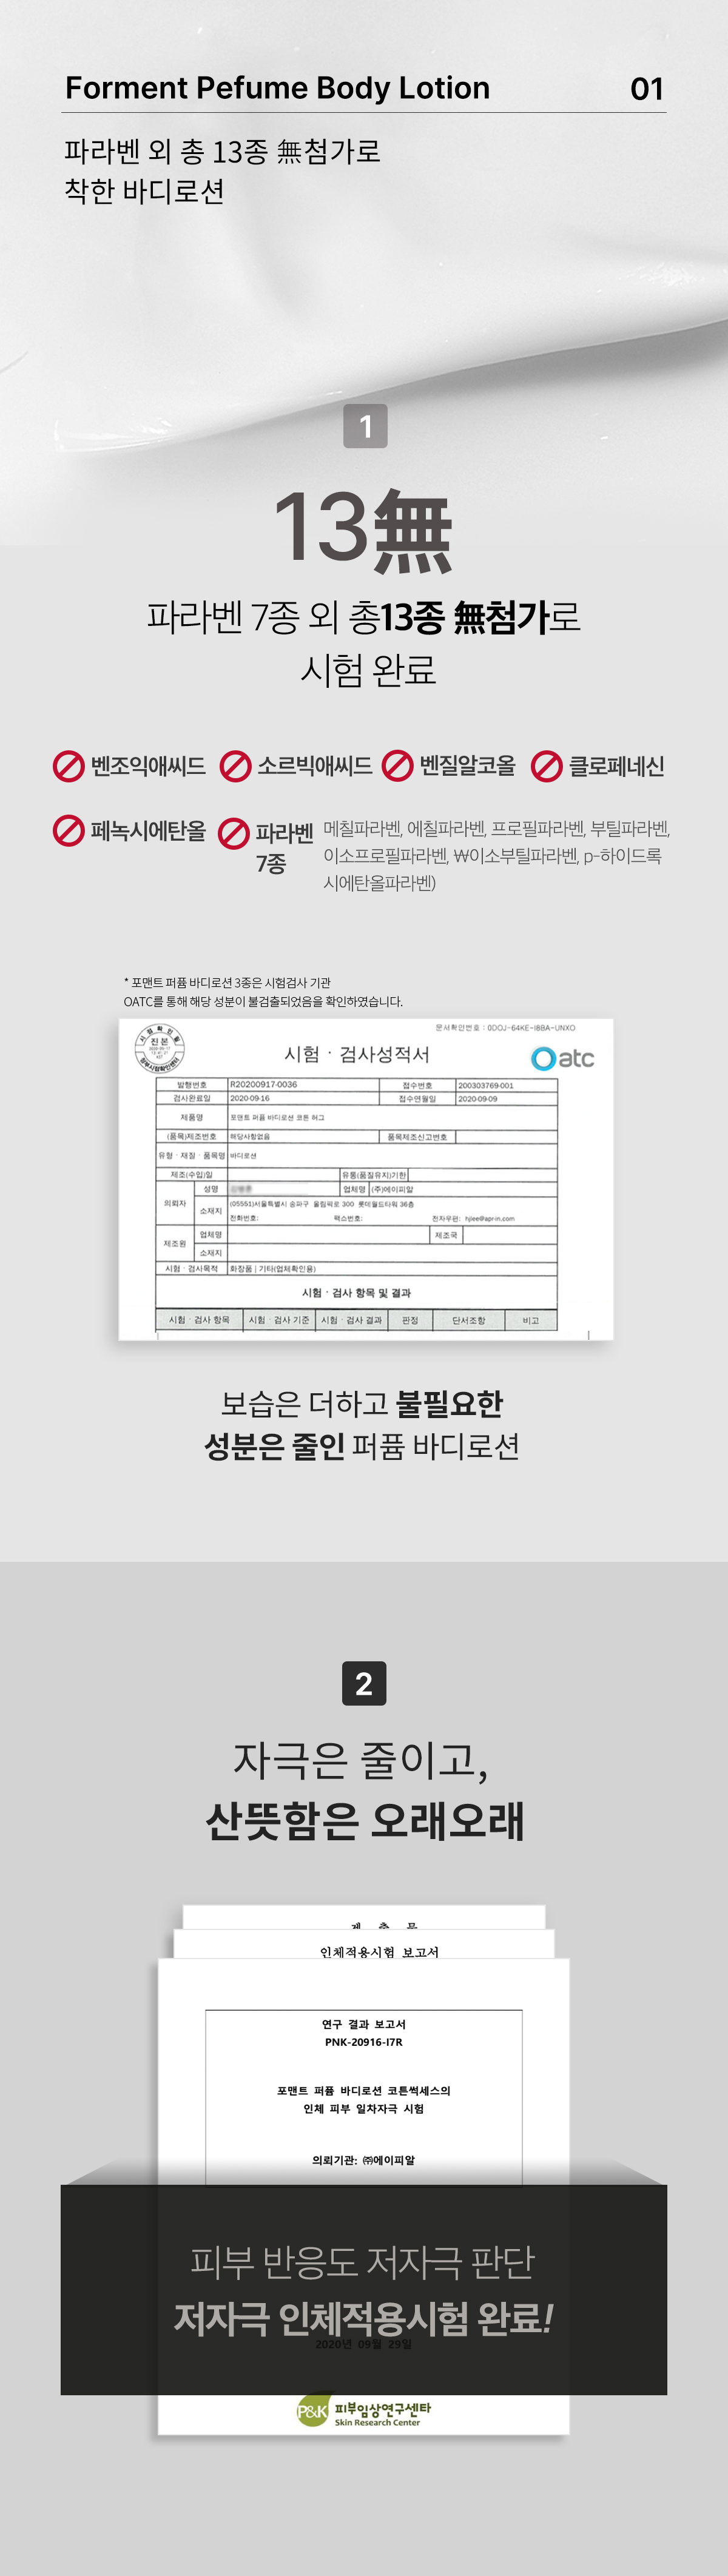 Forment Pefume Body Lotion 01
파라벤 외 총 13종 無첨가로
착한 바디로션
1
13無
파라벤 7종 외 총13종 無첨가로
시험 완료
벤조익애씨드 소르빅애씨드 벤질알코올 클로페네신
페녹시에탄올 파라벤 7종
메칠파라벤, 에칠파라벤, 프로필파라벤, 부틸파라벤,
이소프로필파라벤, ₩이소부틸파라벤, p-하이드록
시에탄올파라벤)
* 포맨트 퍼퓸 바디로션 3종은 시험검사 기관
OATC를 통해 해당 성분이 불검출되었음을 확인하였습니다.
문서확인번호 : 0DOJ-64KE-I8BA-UNXO
진본
시험 · 검사성적서
Oatc
발행번호 R20200917-0036 접수번호 200303769-001
검사완료일 2020-09-16 접수연월일 2020-09-09
제품명 포맨트 퍼퓸 바디로션 코튼 허그
(품목)제조번호 해당사항없음 품목제조신고번호
유형 · 재질 · 품목명 바디로션
제조(수입)일 유통(품질유지)기한
의뢰자 성명 업체명 (주)에이피알
소재지 (05551)서울특별시 송파구 올림픽로 300 롯데월드타워 36층
전화번호: 팩스번호: 전자우편: hjlee@apr-in.com
제조원 업체명 제조국
소재지
시험 · 검사목적 화장품 | 기타(업체확인용)
시험 · 검사 항목 및 결과
시험 · 검사 항목 시험 · 검사 기준 시험 · 검사 결과 판정 단서조항 비고
보습은 더하고 불필요한
성분은 줄인 퍼퓸 바디로션
2
자극은 줄이고,
산뜻함은 오래오래
제 출 문
인체적용시험 보고서
연구 결과 보고서
PNK-20916-I7R
포맨트 퍼퓸 바디로션 코튼썩세스의
인체 피부 일차자극 시험
의뢰기관: ㈜에이피알
피부 반응도 저자극 판단
저자극 인체적용시험 완료!
2020년 09월 29일
P&K 피부임상연구센타
Skin Research Center